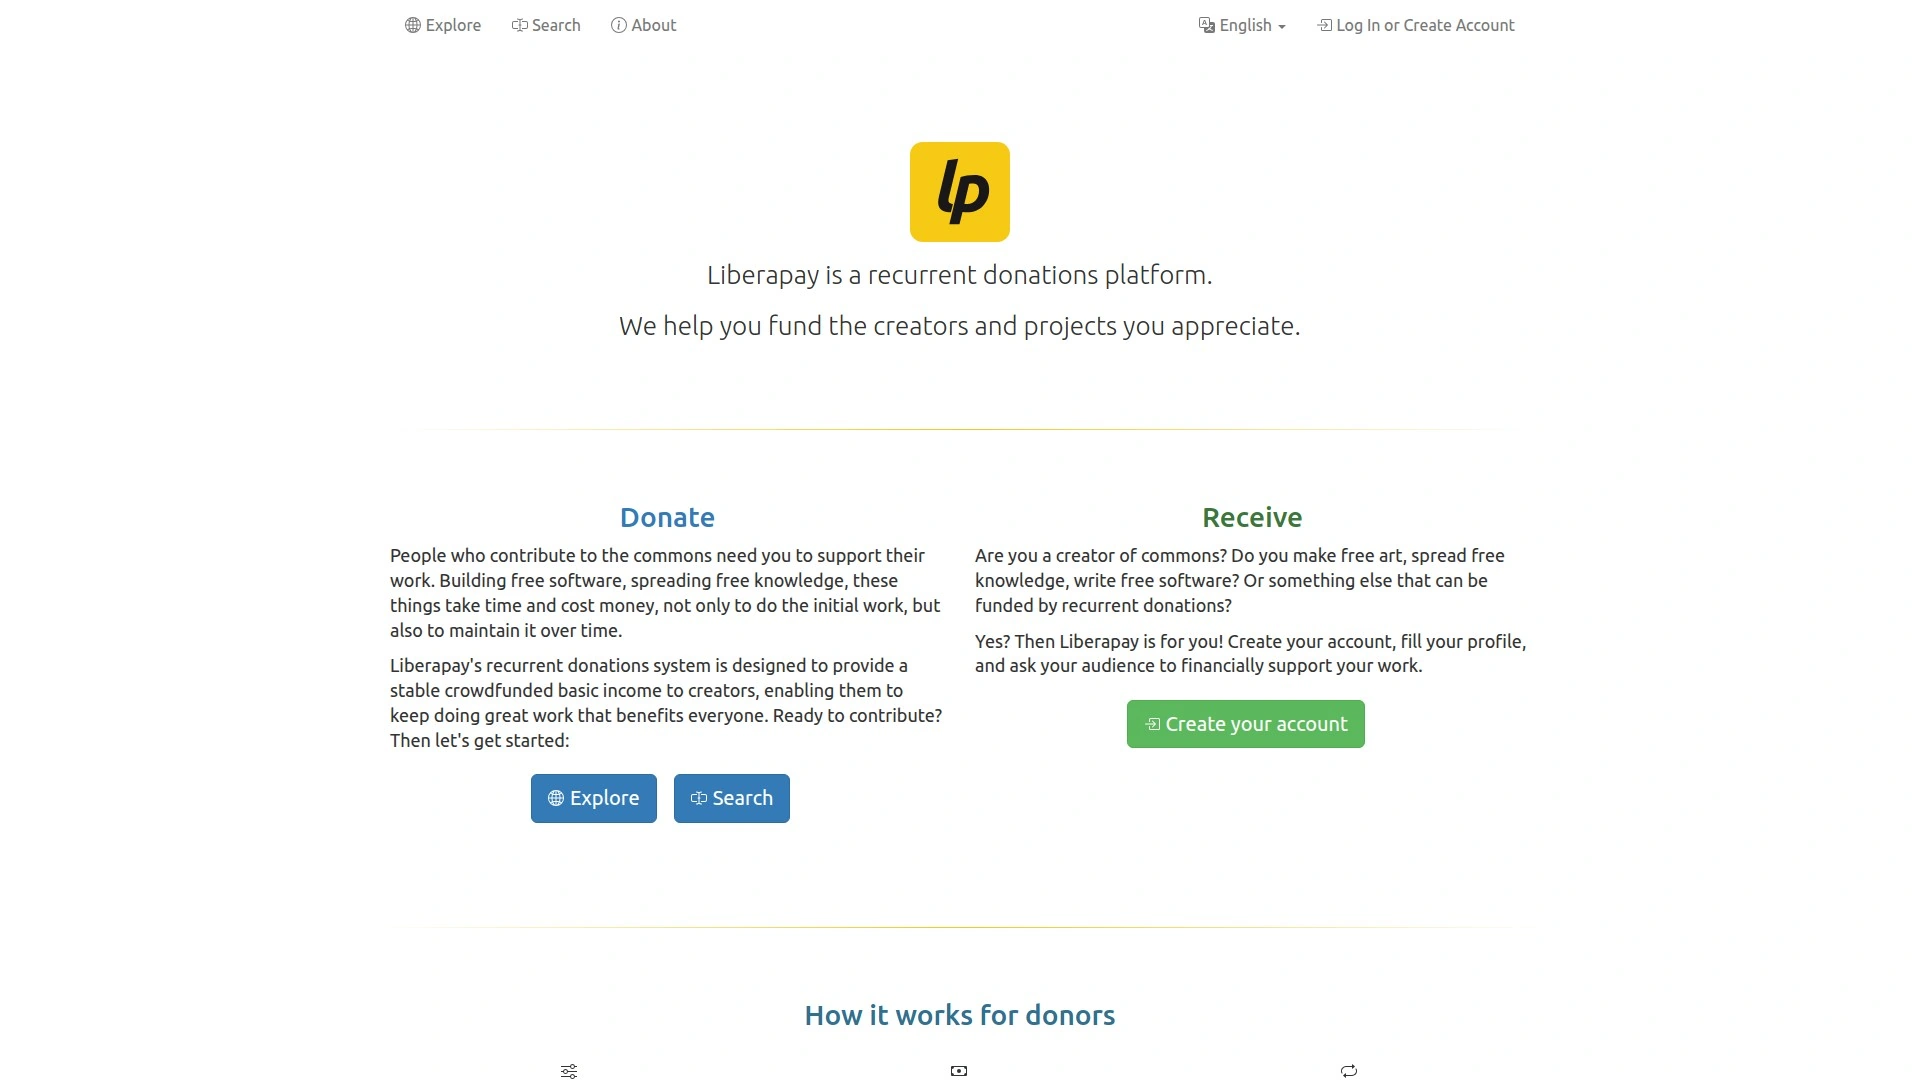 Explore Search About English Log In or Create Account
lp
Liberapay is a recurrent donations platform.
We help you fund the creators and projects you appreciate.
Donate
People who contribute to the commons need you to support their
work. Building free software, spreading free knowledge, these
things take time and cost money, not only to do the initial work, but
also to maintain it over time.
Liberapay's recurrent donations system is designed to provide a
stable crowdfunded basic income to creators, enabling them to
keep doing great work that benefits everyone. Ready to contribute?
Then let's get started:
Explore Search
Receive
Are you a creator of commons? Do you make free art, spread free
knowledge, write free software? Or something else that can be
funded by recurrent donations?
Yes? Then Liberapay is for you! Create your account, fill your profile,
and ask your audience to financially support your work.
Create your account
How it works for donors